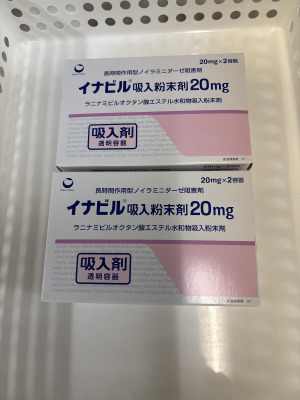 20mg×2容器
長時間作用型ノイラミニダーゼ阻害剤
イナビル®吸入粉末剤20mg
ラニナミビルオクタン酸エステル水和物吸入粉末剤
吸入剤
透明容器
20mg×2容器
長時間作用型ノイラミニダーゼ阻害剤
イナビル®吸入粉末剤20mg
ラニナミビルオクタン酸エステル水和物吸入粉末剤
吸入剤
透明容器